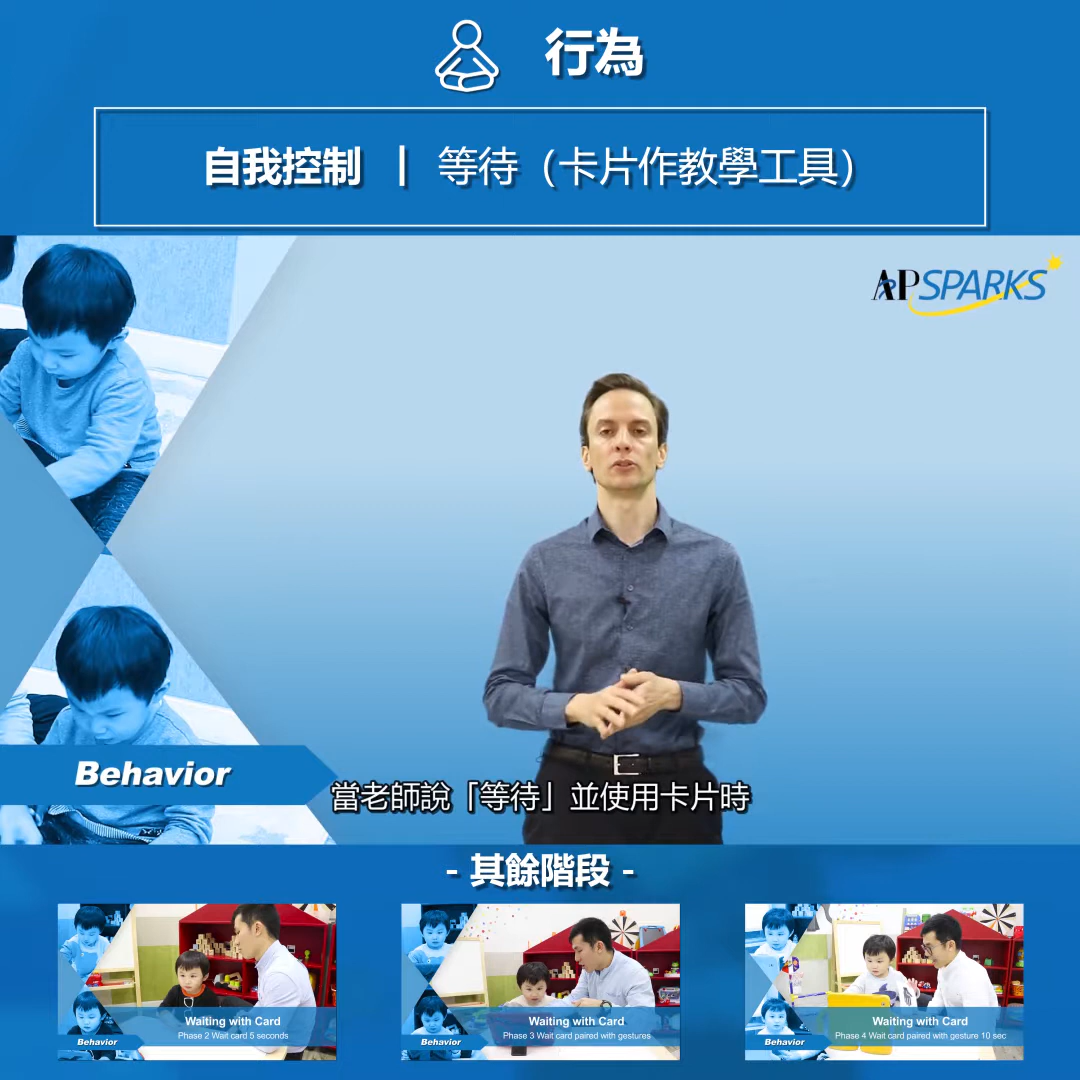 行為
自我控制 | 等待（卡片作教學工具）
APSPARKS
Behavior
當老師說「等待」並使用卡片時
- 其餘階段 -
Waiting with Card
Phase 2 Wait card 5 seconds
Behavior
Waiting with Card
Phase 3 Wait card paired with gestures
Behavior
Waiting with Card
Phase 4 Wait card paired with gesture 10 sec
Behavior